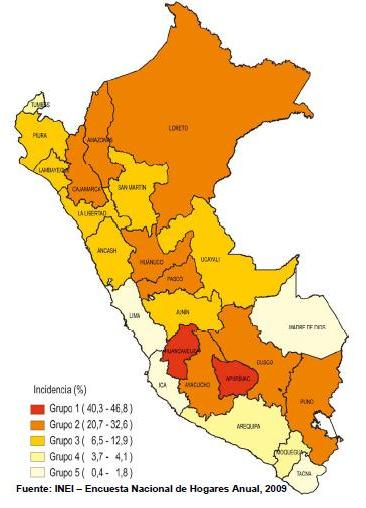 TUMBES
LORETO
PIURA
AMAZONAS
LAMBAYEQUE
CAJAMARCA
SAN MARTIN
LA LIBERTAD
ANCASH
HUANUCO
UCAYALI
PASCO
JUNÍN
LIMA
MADRE DE DIOS
HUANCAVELICA
CUSCO
ICA
AYACUCHO
APURIMAC
PUNO
AREQUIPA
MOQUEGUA
TACNA
Incidencia (%)
Grupo 1 ( 40,3 - 46,8 )
Grupo 2 ( 20,7 - 32,6 )
Grupo 3 ( 6,5 - 12,9 )
Grupo 4 ( 3,7 - 4,1 )
Grupo 5 ( 0,4 - 1,8 )
Fuente: INEI – Encuesta Nacional de Hogares Anual, 2009